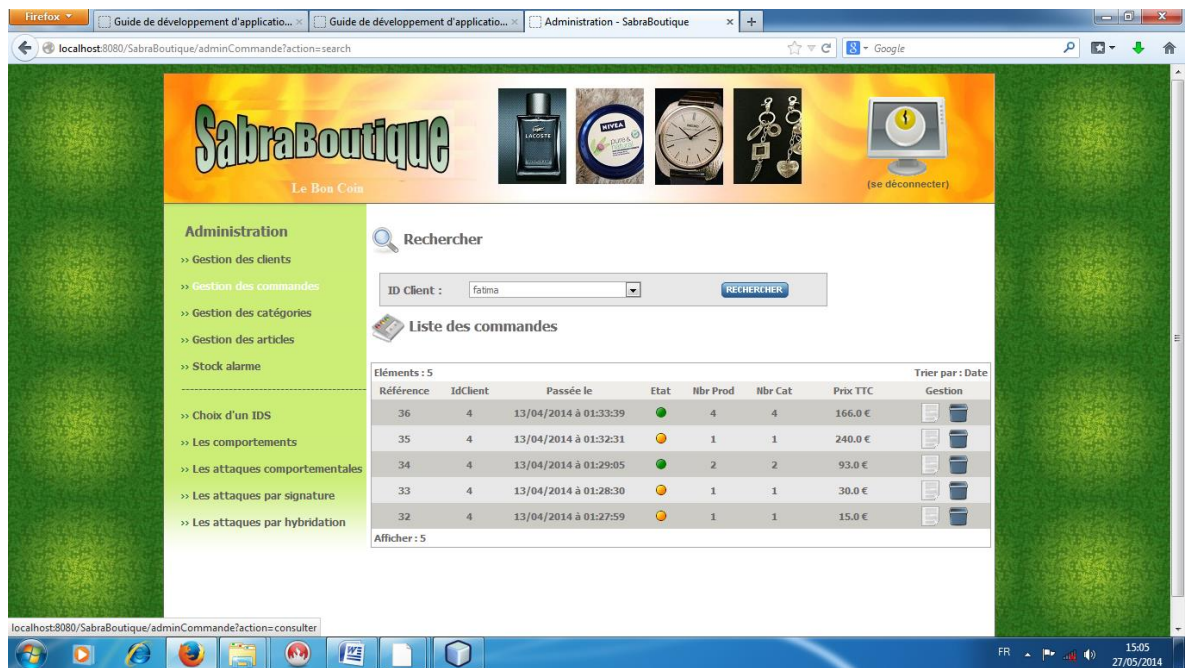 Firefox
Guide de développement d'applicatio...
Guide de développement d'applicatio...
Administration - SabraBoutique
localhost:8080/SabraBoutique/adminCommande?action=search
Google
SabraBoutique
Le Bon Coin
LACOSTE
NIVEA
pure &
natural
(se déconnecter)
Administration
›› Gestion des clients
›› Gestion des commandes
›› Gestion des catégories
›› Gestion des articles
›› Stock alarme
›› Choix d'un IDS
›› Les comportements
›› Les attaques comportementales
›› Les attaques par signature
›› Les attaques par hybridation
Rechercher
ID Client : fatima RECHERCHER
Liste des commandes
Eléments : 5 Trier par : Date
Référence IdClient Passée le Etat Nbr Prod Nbr Cat Prix TTC Gestion
36 4 13/04/2014 à 01:33:39 4 4 166.0 €
35 4 13/04/2014 à 01:32:31 1 1 240.0 €
34 4 13/04/2014 à 01:29:05 2 2 93.0 €
33 4 13/04/2014 à 01:28:30 1 1 30.0 €
32 4 13/04/2014 à 01:27:59 1 1 15.0 €
Afficher : 5
localhost:8080/SabraBoutique/adminCommande?action=consulter
FR
15:05
27/05/2014